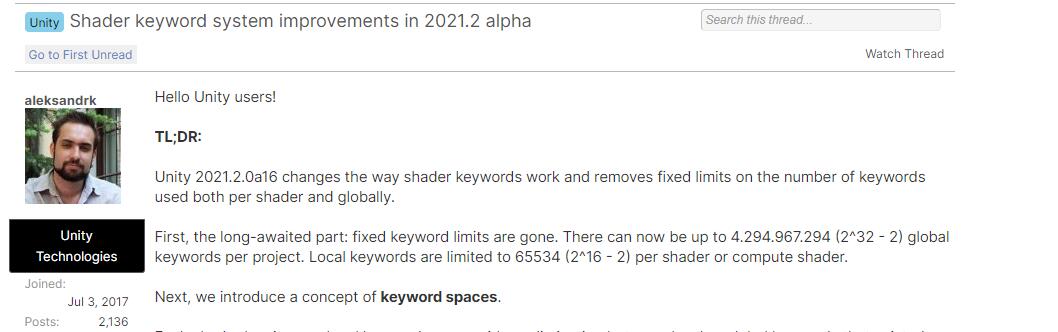 Unity Shader keyword system improvements in 2021.2 alpha
Search this thread...
Go to First Unread
Watch Thread
aleksandrk
Hello Unity users!
TL;DR:
Unity 2021.2.0a16 changes the way shader keywords work and removes fixed limits on the number of keywords
used both per shader and globally.
Unity
Technologies
First, the long-awaited part: fixed keyword limits are gone. There can now be up to 4.294.967.294 (2^32 - 2) global
keywords per project. Local keywords are limited to 65534 (2^16 - 2) per shader or compute shader.
Joined:
Jul 3, 2017
Posts: 2,136
Next, we introduce a concept of keyword spaces.